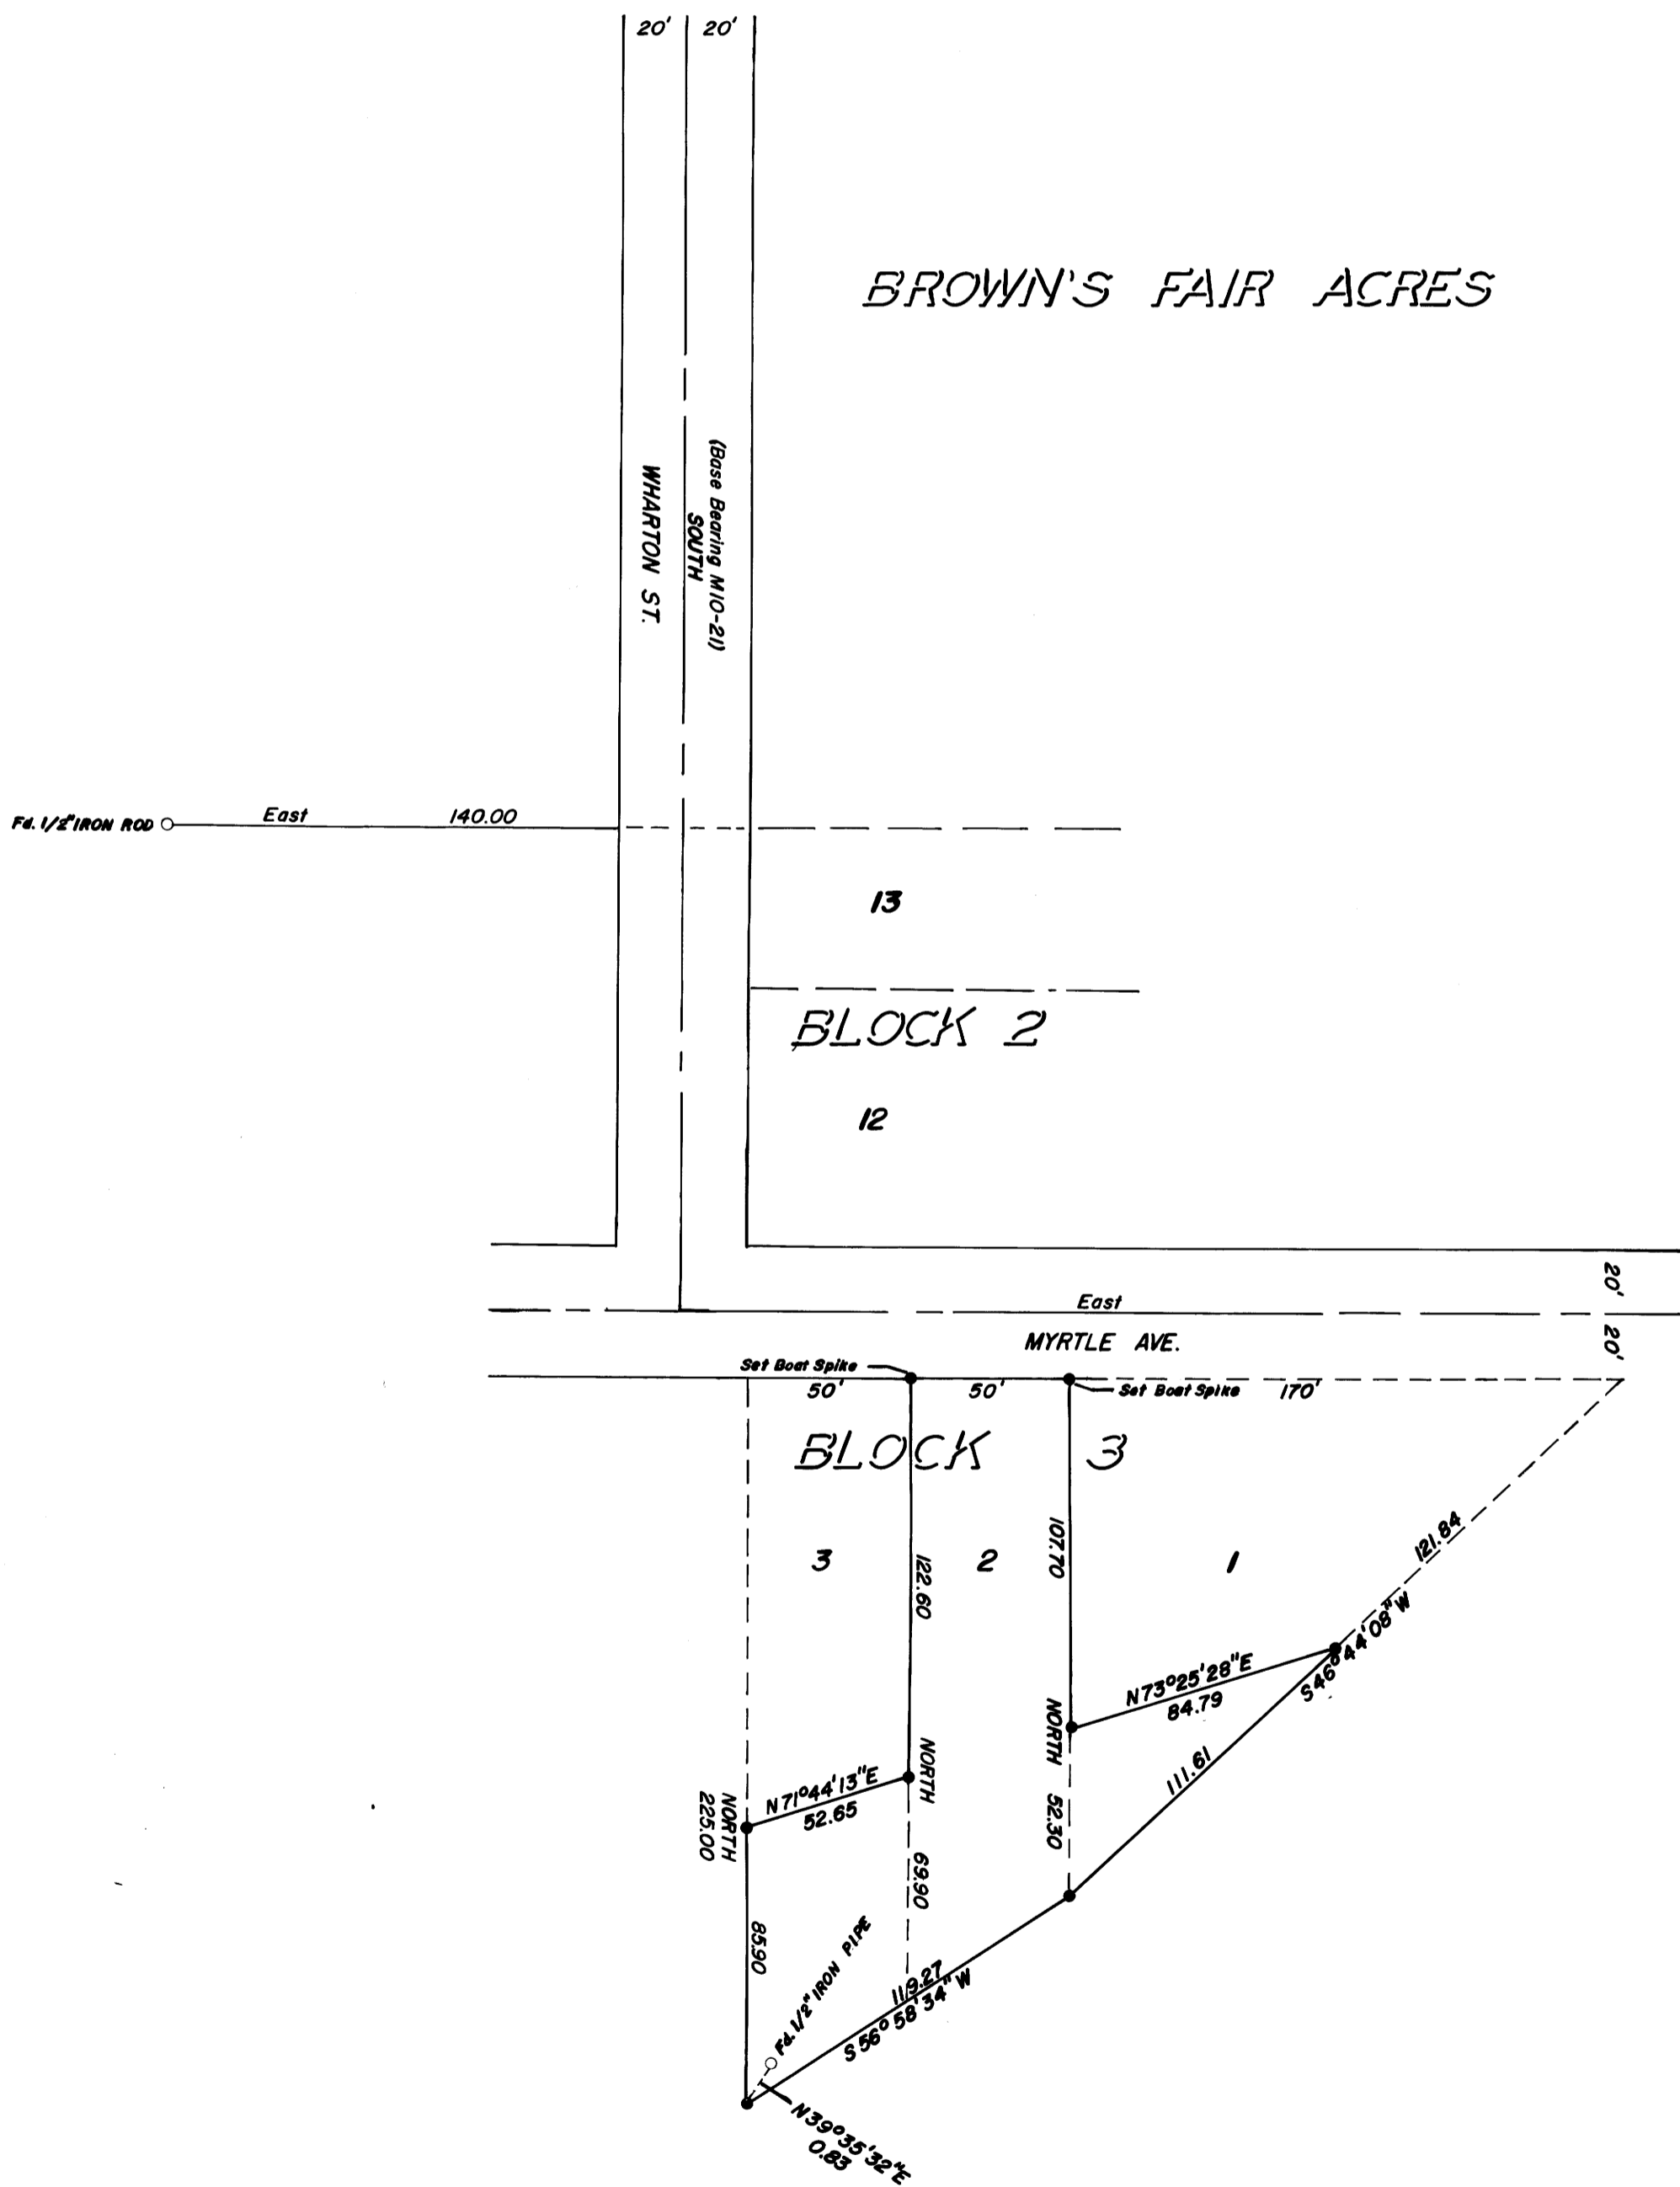 20' 20'
BROWN'S FAIR ACRES
(Base Bearing M10-21)
SOUTH
WHARTON ST.
Fd. 1/2" IRON ROD
East 140.00
13
BLOCK 2
12
20'
East
20'
MYRTLE AVE.
Set Boat Spike
50' 50' Set Boat Spike 170'
BLOCK 3
107.70
121.84
3 2 1
122.60
S46°44'08"W
N73°25'28"E
84.79
NORTH 52.30
NORTH
111.61
N71°44'13"E
52.65
NORTH
225.00
69.90
85.90
Fd. 1/2" IRON PIPE
119.27
S56°58'34"W
N39°35'32"E
0.83